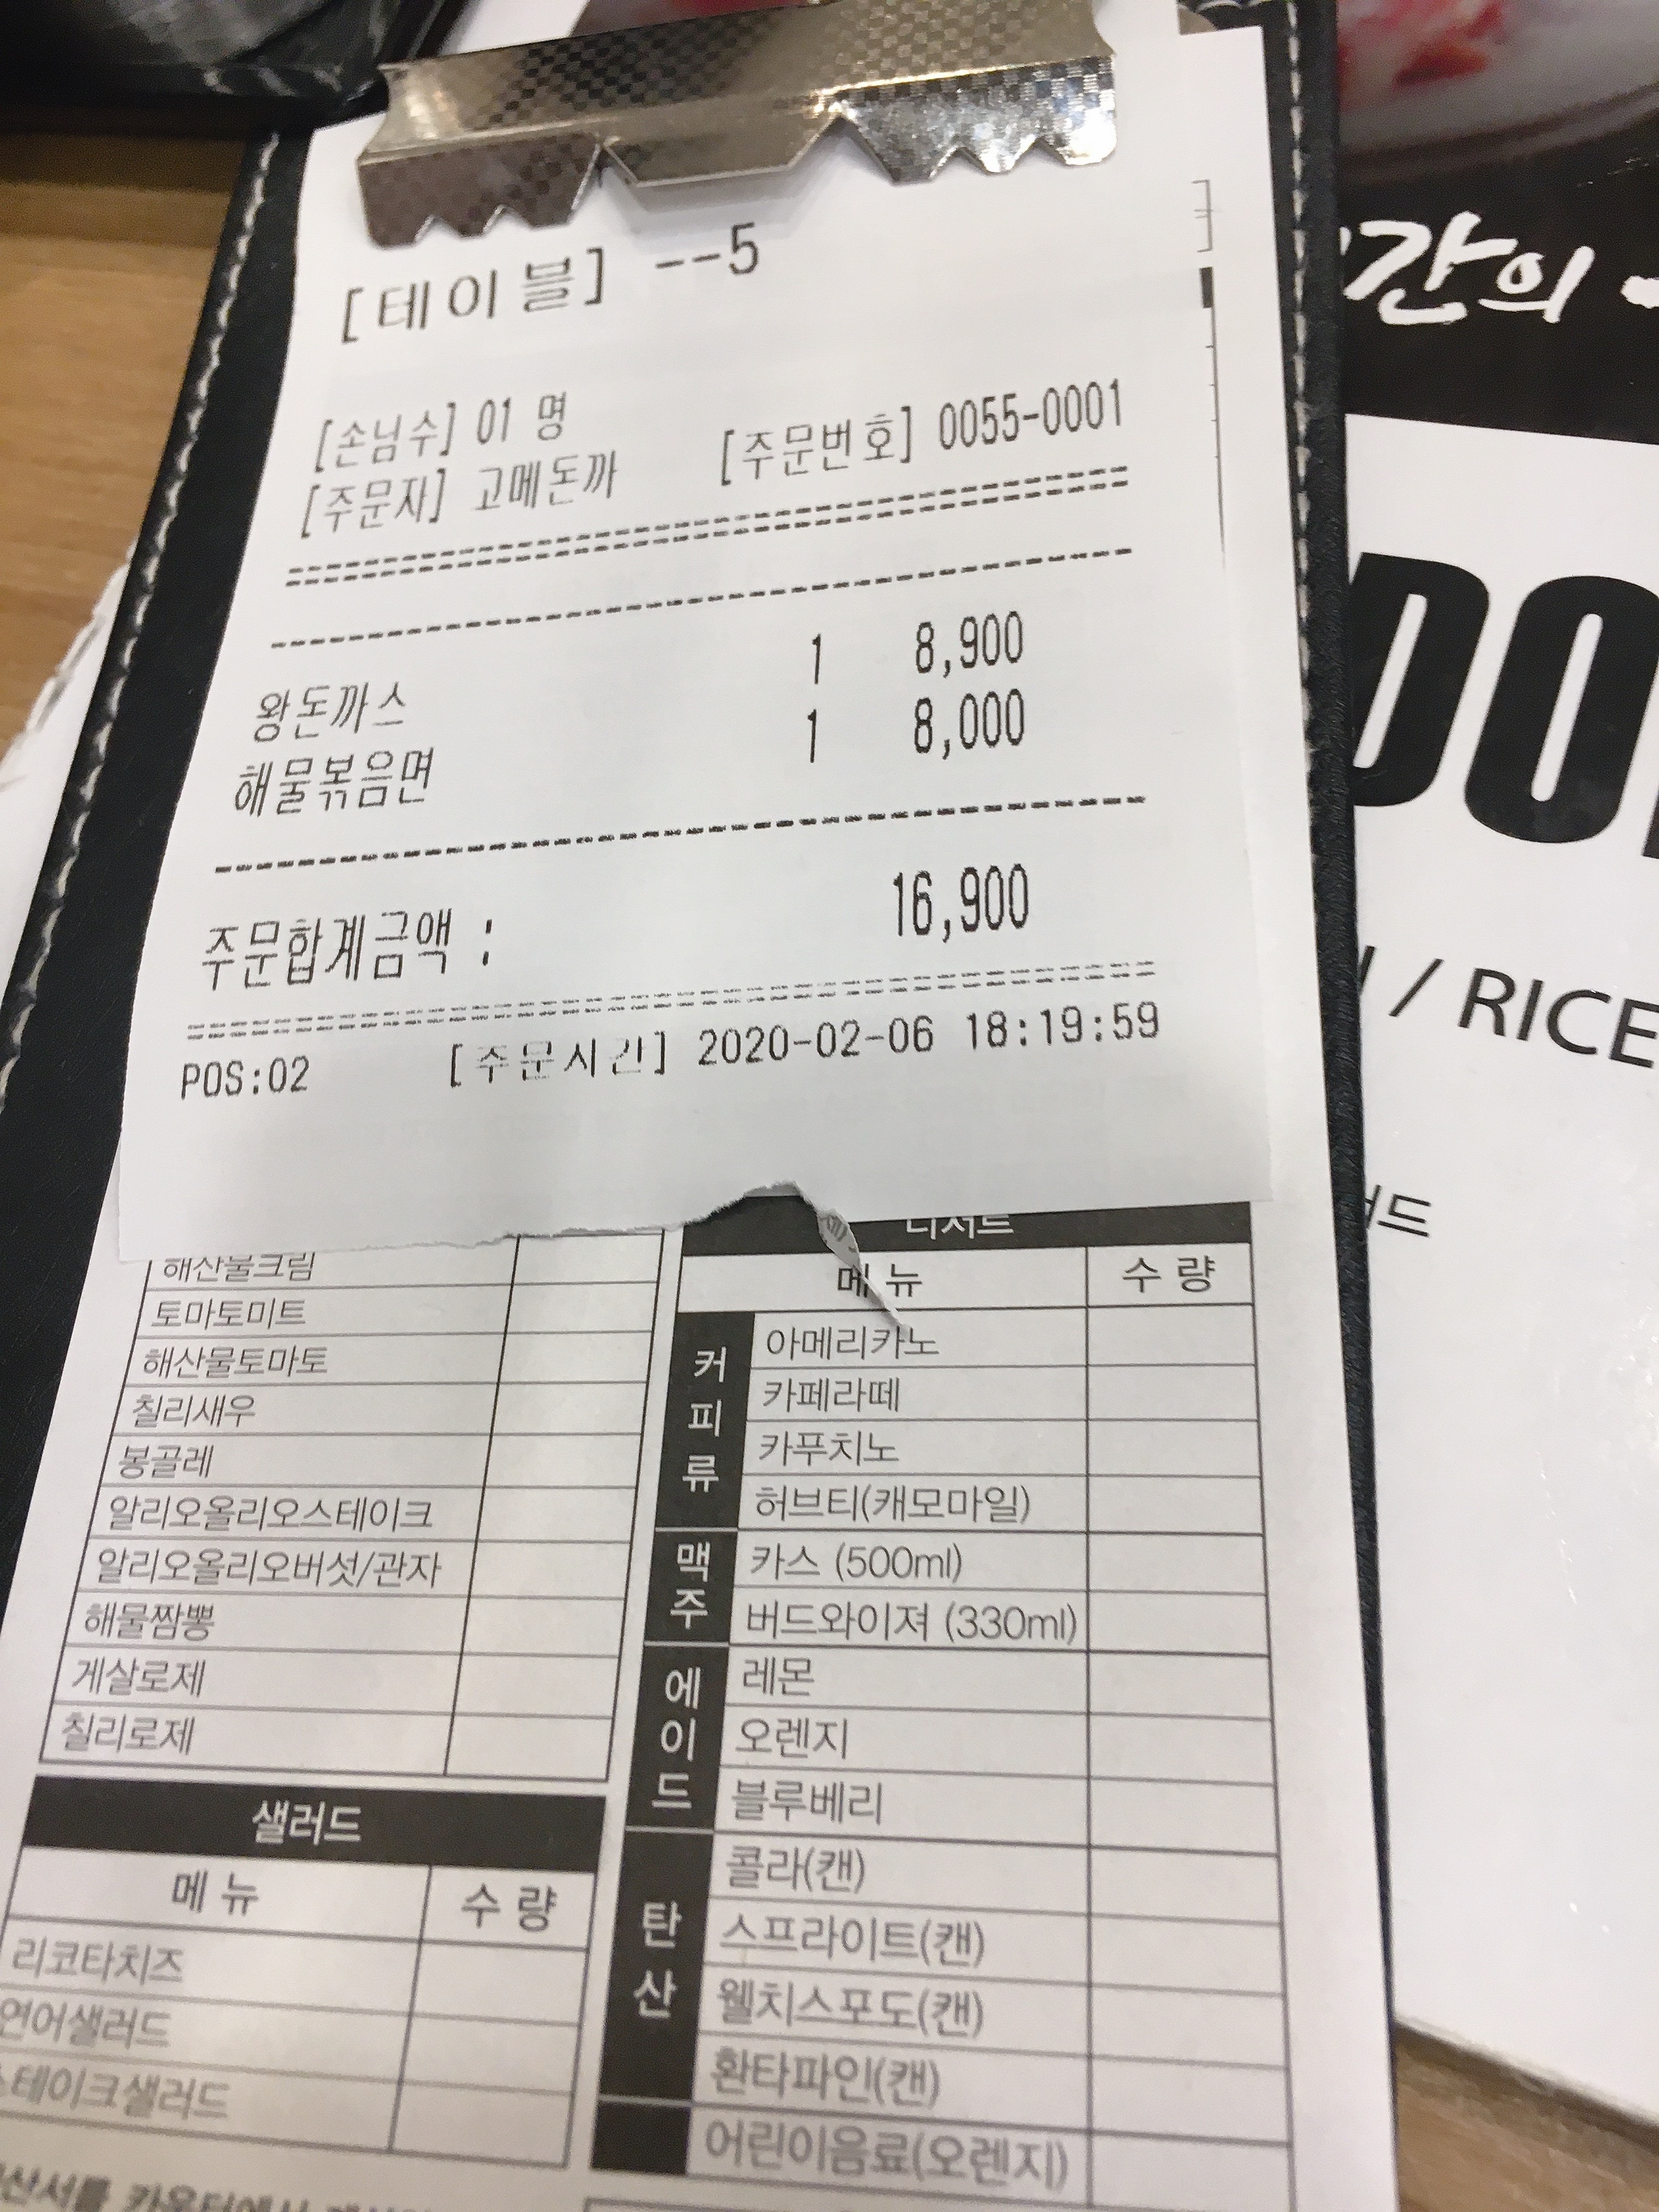 [테이블] --5
[손님수] 01 명
[주문자] 고메돈까 [주문번호] 0055-0001
왕돈까스 1 8,900
해물볶음면 1 8,000
주문합계금액 : 16,900
POS:02 [주문시간] 2020-02-06 18:19:59
해산물크림
토마토미트
해산물토마토
칠리새우
봉골레
알리오올리오스테이크
알리오올리오버섯/관자
해물짬뽕
게살로제
칠리로제
샐러드
메뉴 수량
리코타치즈
연어샐러드
스테이크샐러드
디저트
메뉴 수량
커피류
아메리카노
카페라떼
카푸치노
허브티(캐모마일)
맥주
카스 (500ml)
버드와이져 (330ml)
에이드
레몬
오렌지
블루베리
탄산
콜라(캔)
스프라이트(캔)
웰치스포도(캔)
환타파인(캔)
어린이음료(오렌지)
간의
DO
/ RICE